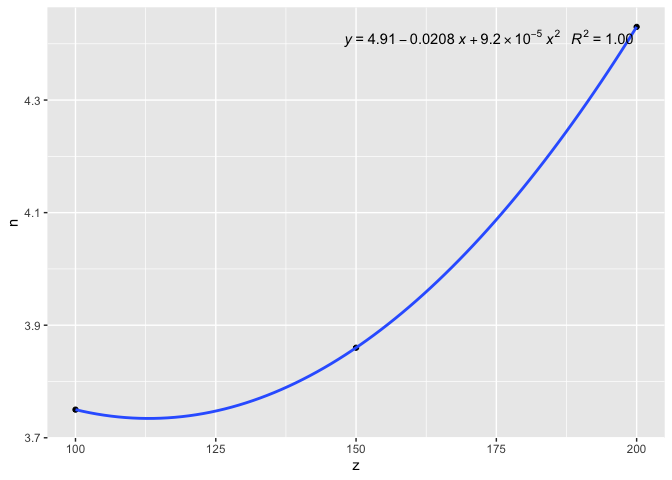 y = 4.91 − 0.0208 x + 9.2 × 10⁻⁵ x²  R² = 1.00
4.3
4.1
n
3.9
3.7
100 125 150 175 200
z